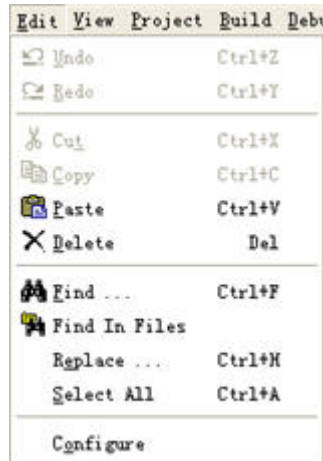 Edit View Project Build Debu
Undo Ctrl+Z
Redo Ctrl+Y
Cut Ctrl+X
Copy Ctrl+C
Paste Ctrl+V
Delete Del
Find ... Ctrl+F
Find In Files
Replace ... Ctrl+H
Select All Ctrl+A
Configure